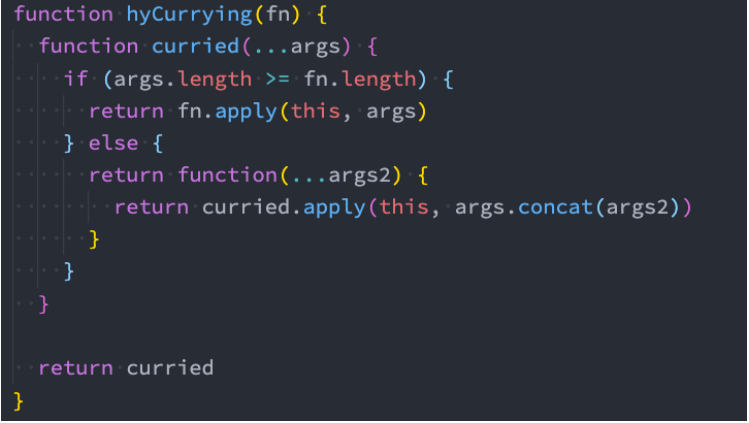 function hyCurrying(fn) {
  function curried(...args) {
    if (args.length >= fn.length) {
      return fn.apply(this, args)
    } else {
      return function(...args2) {
        return curried.apply(this, args.concat(args2))
      }
    }
  }

  return curried
}